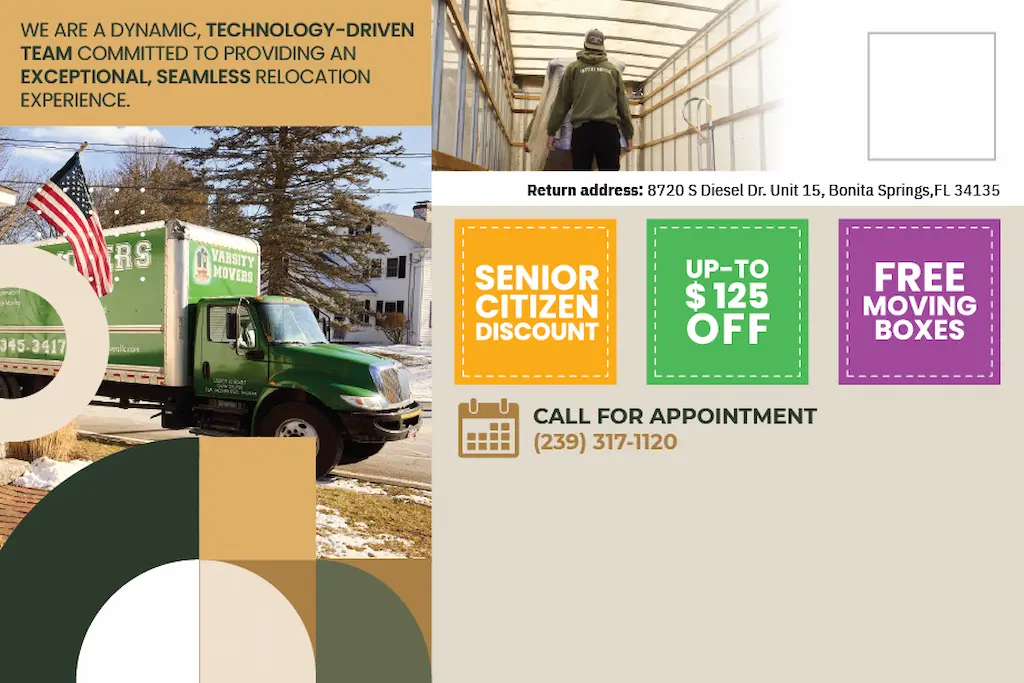 WE ARE A DYNAMIC, TECHNOLOGY-DRIVEN
TEAM COMMITTED TO PROVIDING AN
EXCEPTIONAL, SEAMLESS RELOCATION
EXPERIENCE.
VARSITY
MOVERS
345-3417
Return address: 8720 S Diesel Dr. Unit 15, Bonita Springs,FL 34135
SENIOR
CITIZEN
DISCOUNT
UP-TO
$125
OFF
FREE
MOVING
BOXES
CALL FOR APPOINTMENT
(239) 317-1120